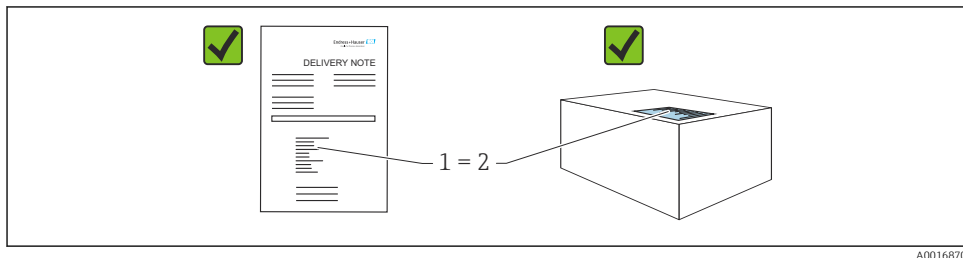 Endress+Hauser
DELIVERY NOTE
1 = 2
A0016870